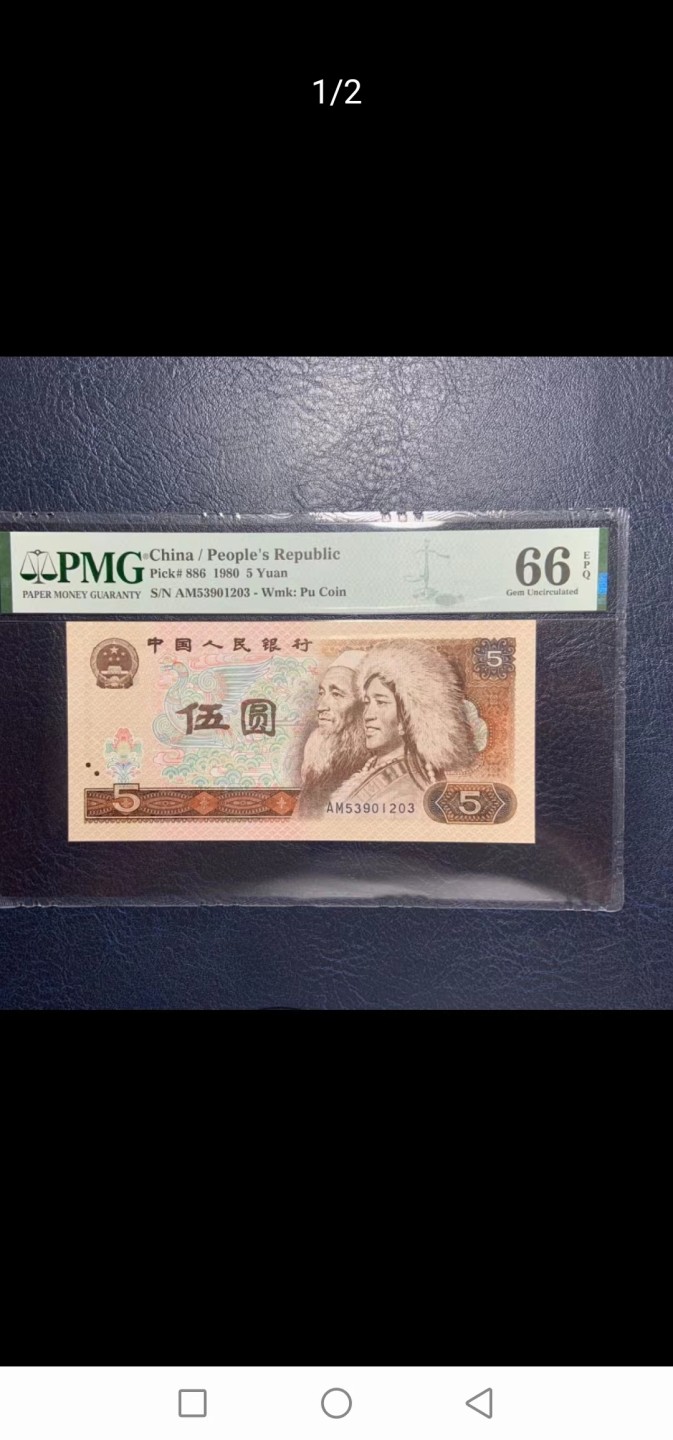 1/2
PMG
PAPER MONEY GUARANTY
China / People's Republic
Pick# 886 1980 5 Yuan
S/N AM53901203 - Wmk: Pu Coin
66
EPQ
Gem Uncirculated
中国人民银行
5
伍圆
5
AM53901203
5